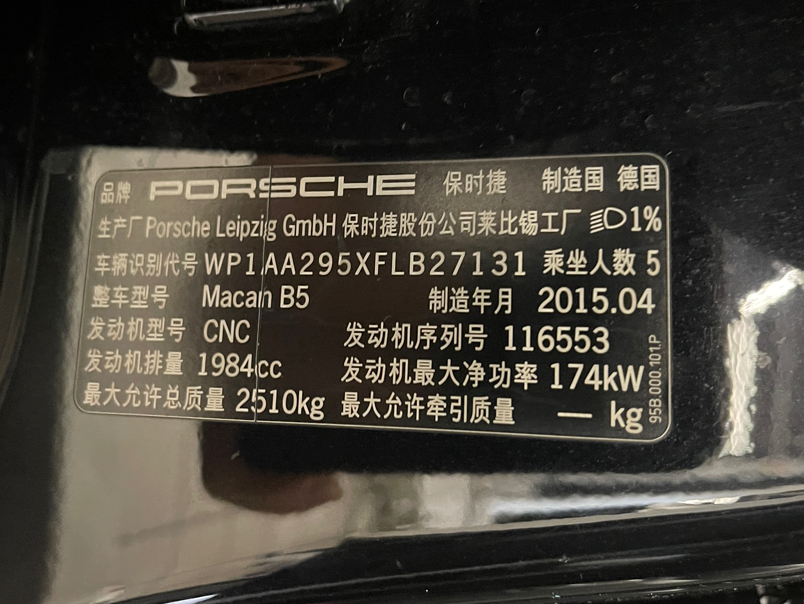 品牌 PORSCHE 保时捷 制造国 德国
生产厂 Porsche Leipzig GmbH 保时捷股份公司莱比锡工厂 1%
车辆识别代号 WP1AA295XFLB27131 乘坐人数 5
整车型号 Macan B5 制造年月 2015.04
发动机型号 CNC 发动机序列号 116553
发动机排量 1984cc 发动机最大净功率 174kW
最大允许总质量 2510kg 最大允许牵引质量 — kg
95B.000.101.P